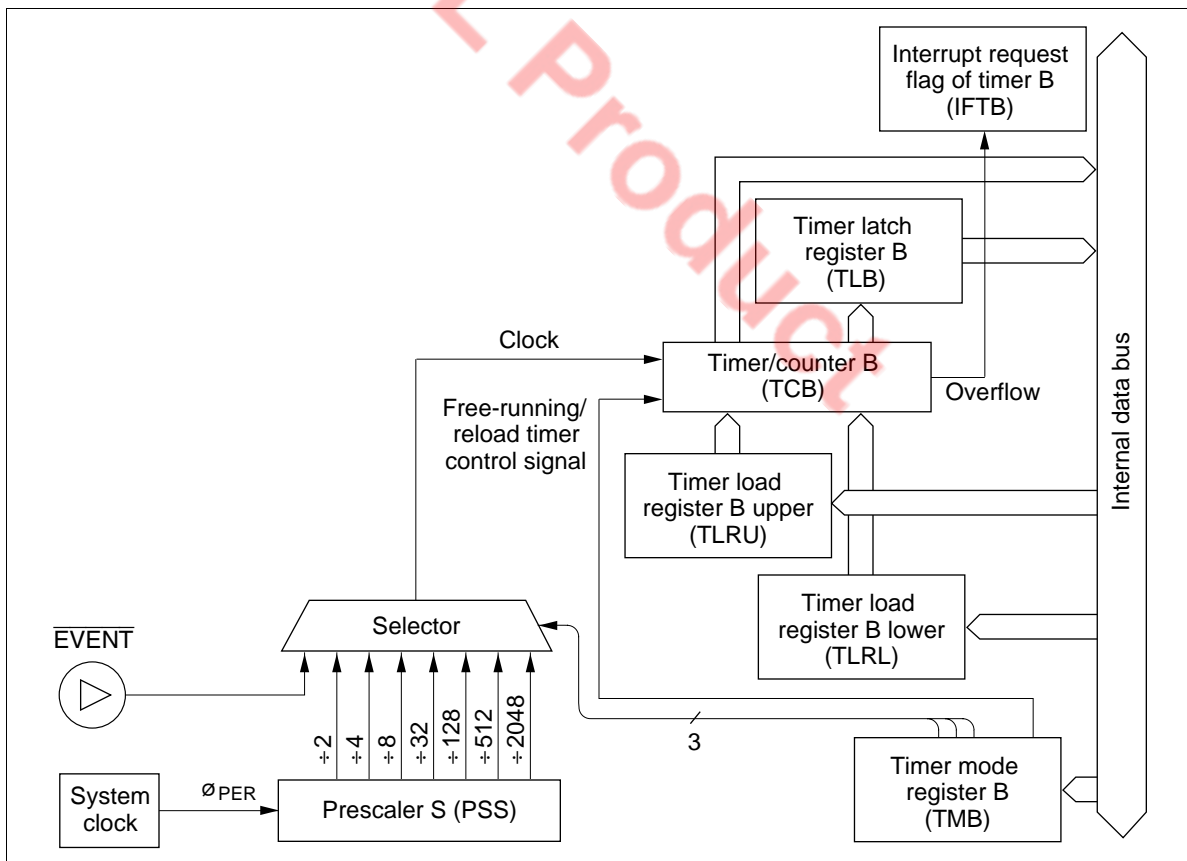 L Product
Interrupt request
flag of timer B
(IFTB)
Timer latch
register B
(TLB)
Clock
Timer/counter B
(TCB)
Overflow
Free-running/
reload timer
control signal
Internal data bus
Timer load
register B upper
(TLRU)
Timer load
register B lower
(TLRL)
Selector
EVENT
3
÷2
÷4
÷8
÷32
÷128
÷512
÷2048
Timer mode
register B
(TMB)
System
clock
øPER
Prescaler S (PSS)